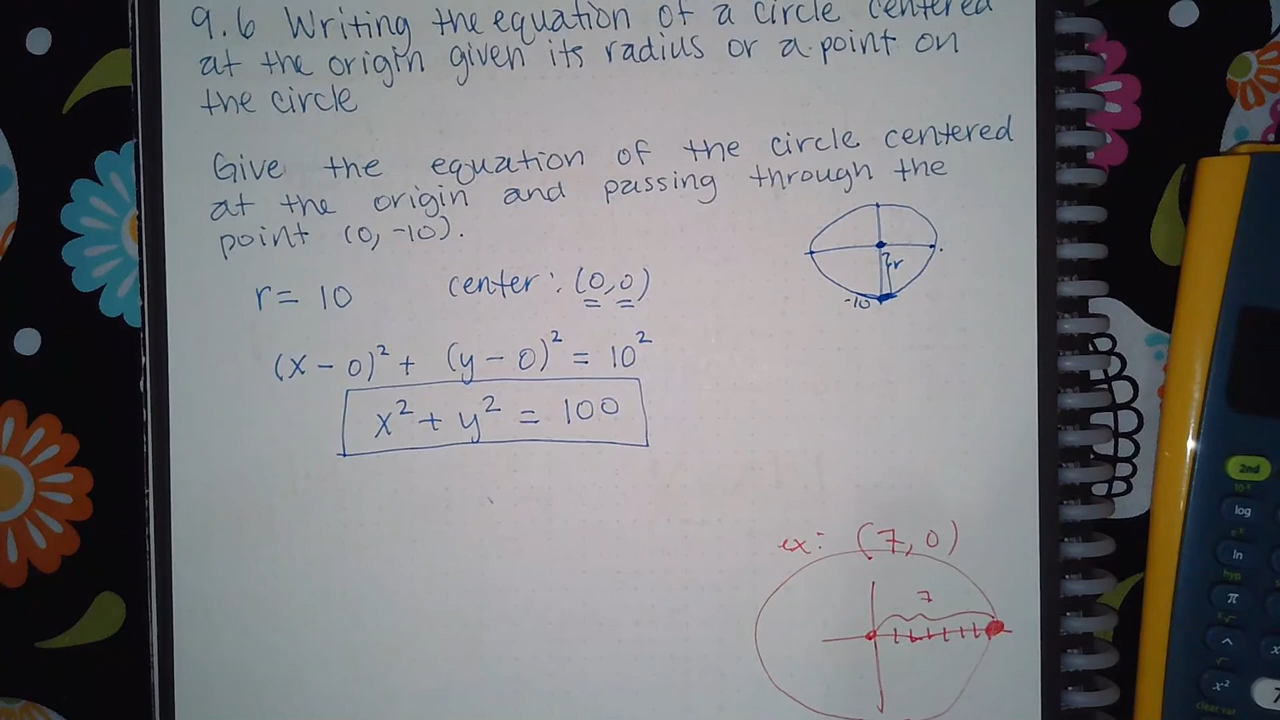 9.6 Writing the equation of a circle centered
at the origin given its radius or a point on
the circle
Give the equation of the circle centered
at the origin and passing through the
point (0, -10).
r
-10
r = 10 center: (0,0)
(x - 0)² + (y - 0)² = 10²
x² + y² = 100
ex: (7,0)
7
2nd
log
ln
π
^
x²